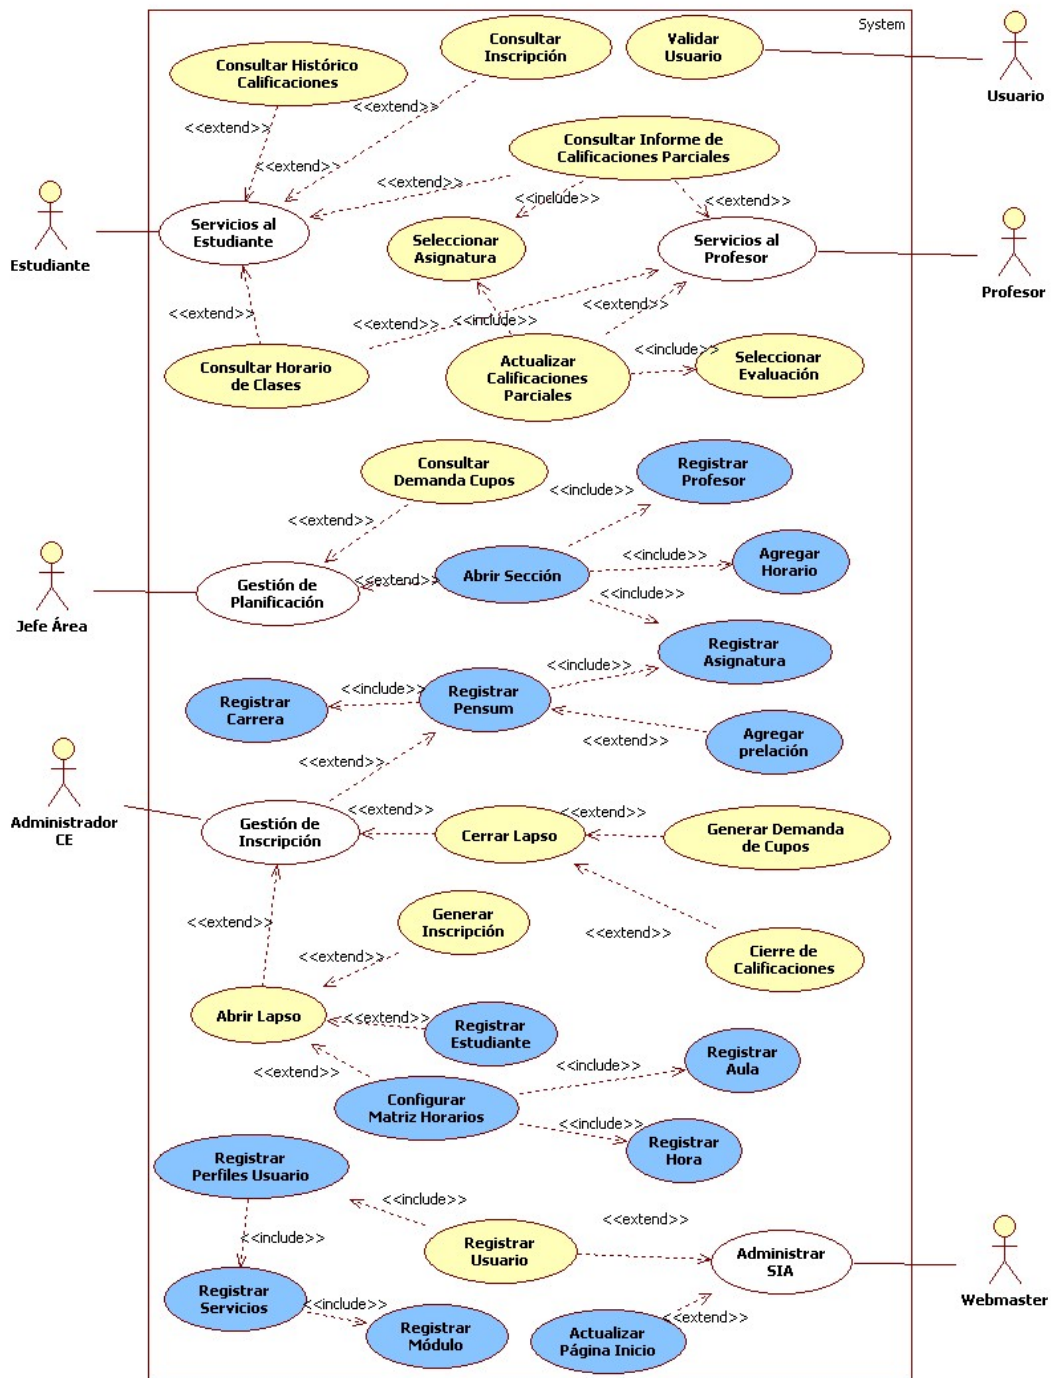 System
Consultar
Inscripción
Validar
Usuario
Usuario
Consultar Histórico
Calificaciones
<<extend>>
<<extend>>
Consultar Informe de
Calificaciones Parciales
<<extend>>
<<extend>>
<<include>>
<<extend>>
Estudiante
Servicios al
Estudiante
Seleccionar
Asignatura
Servicios al
Profesor
Profesor
<<extend>>
<<extend>>
<<include>>
<<extend>>
Consultar Horario
de Clases
Actualizar
Calificaciones
Parciales
<<include>>
Seleccionar
Evaluación
Consultar
Demanda Cupos
Registrar
Profesor
<<include>>
<<extend>>
Jefe Área
Gestión de
Planificación
<<extend>>
Abrir Sección
<<include>>
Agregar
Horario
<<include>>
Registrar
Asignatura
<<include>>
Registrar
Carrera
<<include>>
Registrar
Pensum
<<extend>>
Agregar
prelación
<<extend>>
Administrador
CE
Gestión de
Inscripción
<<extend>>
Cerrar Lapso
<<extend>>
Generar Demanda
de Cupos
<<extend>>
Generar
Inscripción
<<extend>>
<<extend>>
Cierre de
Calificaciones
Abrir Lapso
<<extend>>
Registrar
Estudiante
<<extend>>
Configurar
Matriz Horarios
<<include>>
Registrar
Aula
<<include>>
Registrar
Hora
Registrar
Perfiles Usuario
<<include>>
<<extend>>
<<include>>
Registrar
Usuario
Administrar
SIA
Webmaster
Registrar
Servicios
<<include>>
Registrar
Módulo
Actualizar
Página Inicio
<<extend>>